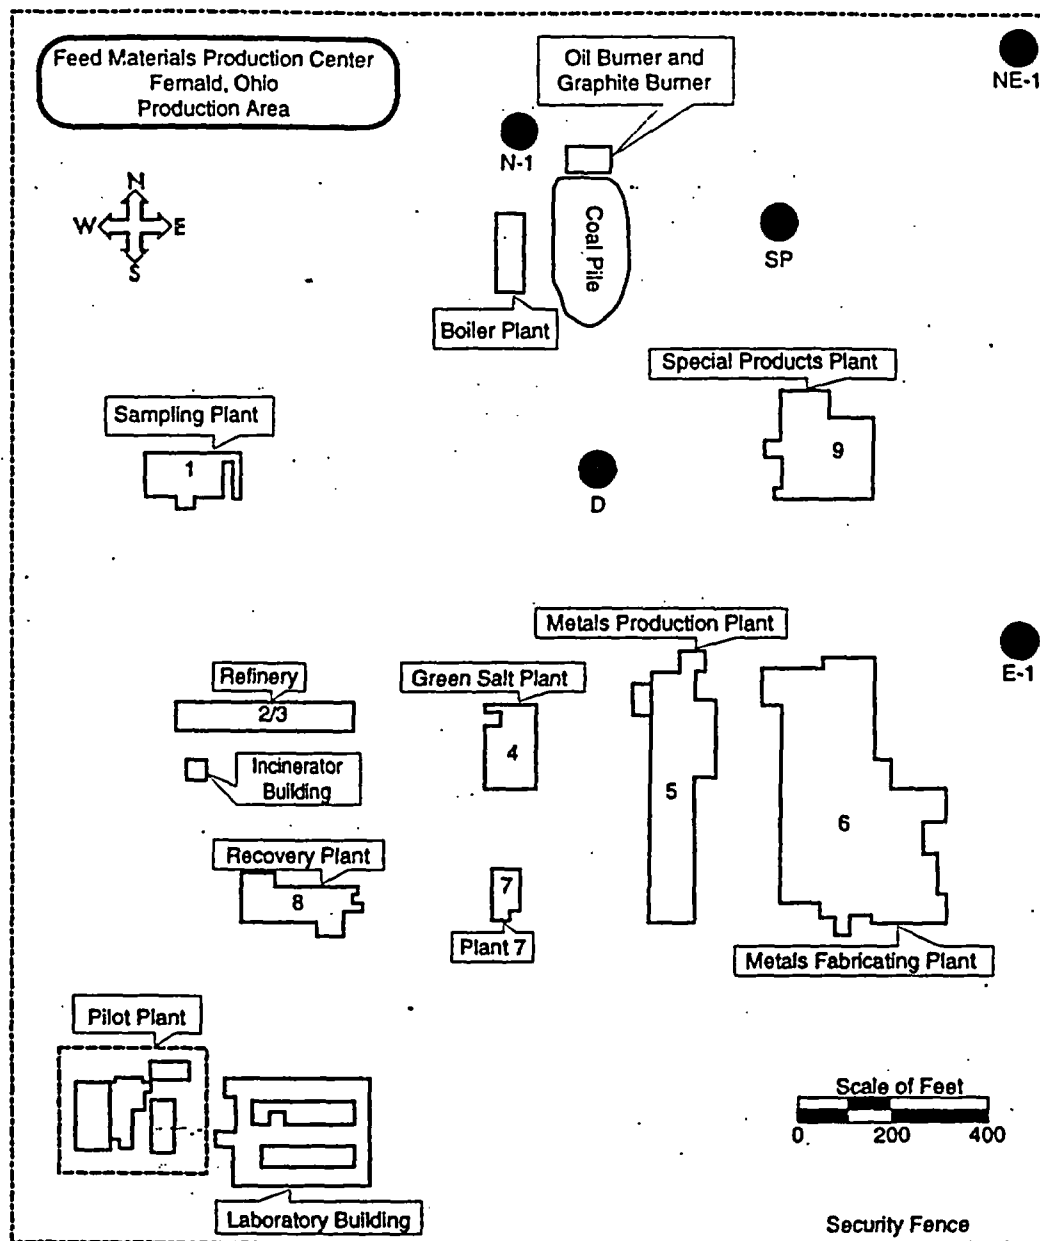 Feed Materials Production Center
Fernald, Ohio
Production Area
Oil Burner and
Graphite Burner
NE-1
N-1
N
W E
S
Coal Pile
SP
Boiler Plant
Special Products Plant
Sampling Plant
1
9
D
Metals Production Plant
E-1
Refinery
Green Salt Plant
2/3
4
Incinerator
Building
5
6
Recovery Plant
7
8
Plant 7
Metals Fabricating Plant
Pilot Plant
Scale of Feet
0 200 400
Laboratory Building
Security Fence